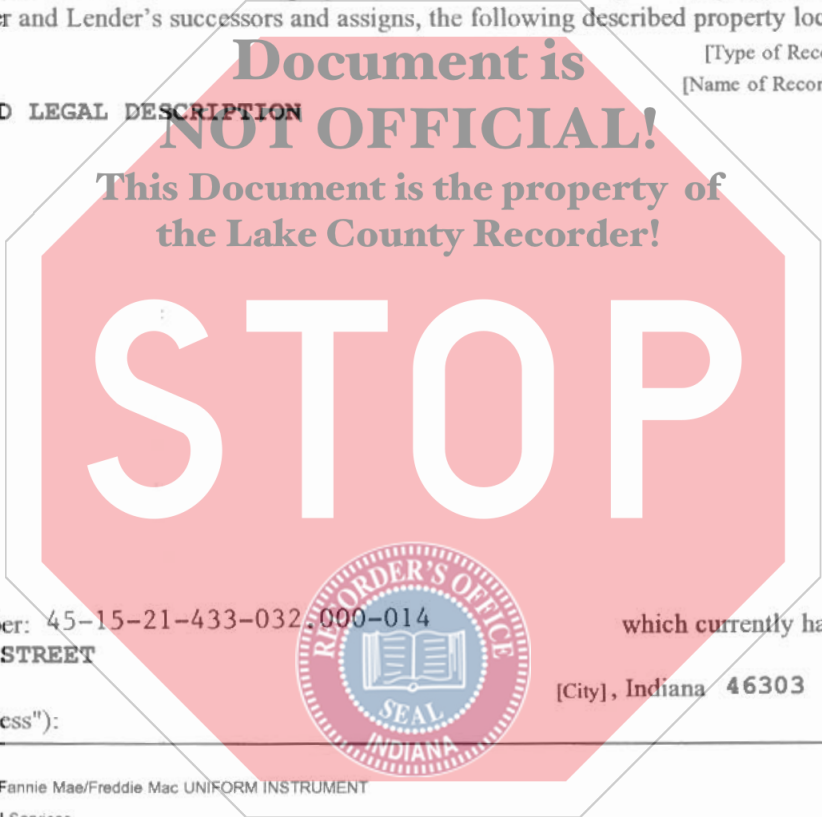 er and Lender's successors and assigns, the following described property loc
Document is
[Type of Reco
[Name of Recor
D LEGAL DESCRIPTION
NOT OFFICIAL!
This Document is the property of
the Lake County Recorder!
STOP
RECORDER'S OFFICE
er: 45-15-21-433-032.000-014 which currently ha
STREET
[City], Indiana 46303
SEAL
ess"):
INDIANA
Fannie Mae/Freddie Mac UNIFORM INSTRUMENT